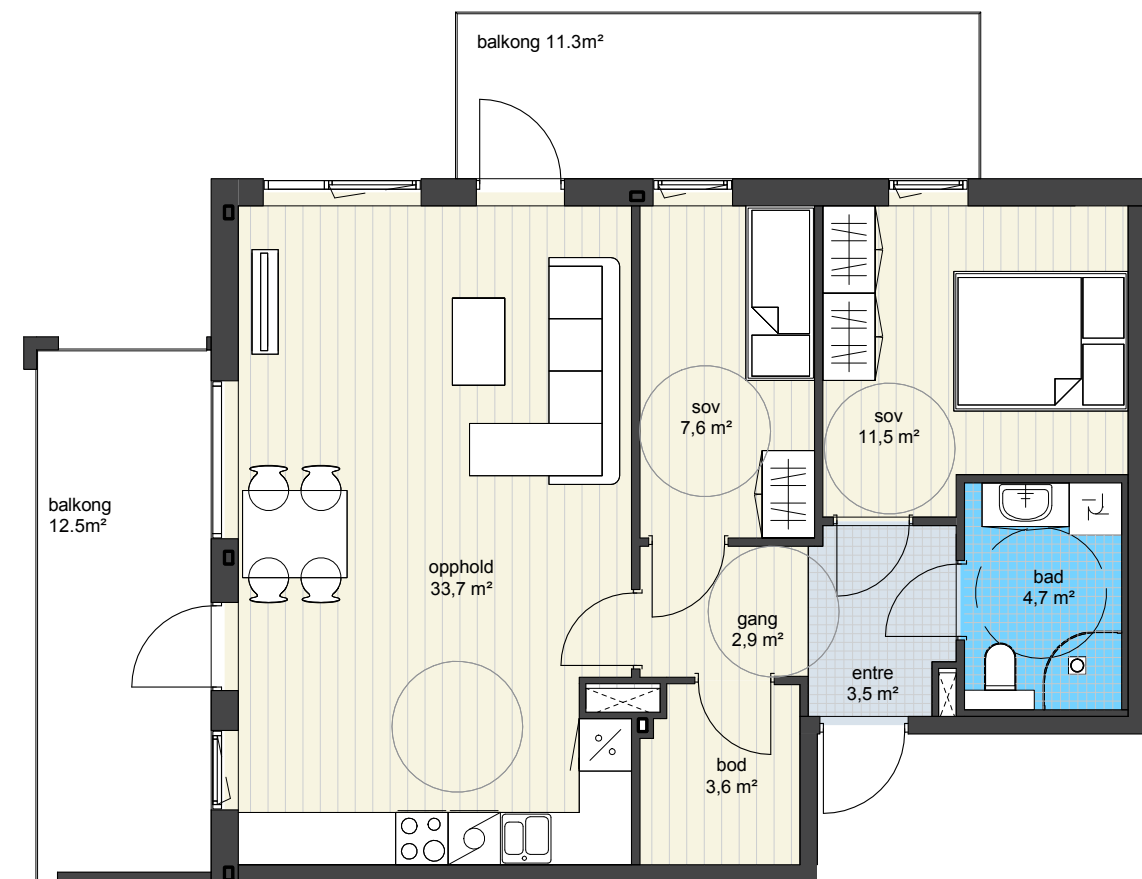 balkong 11.3m²
sov
7,6 m²
sov
11,5 m²
balkong
12.5m²
opphold
33,7 m²
bad
4,7 m²
gang
2,9 m²
entre
3,5 m²
bod
3,6 m²